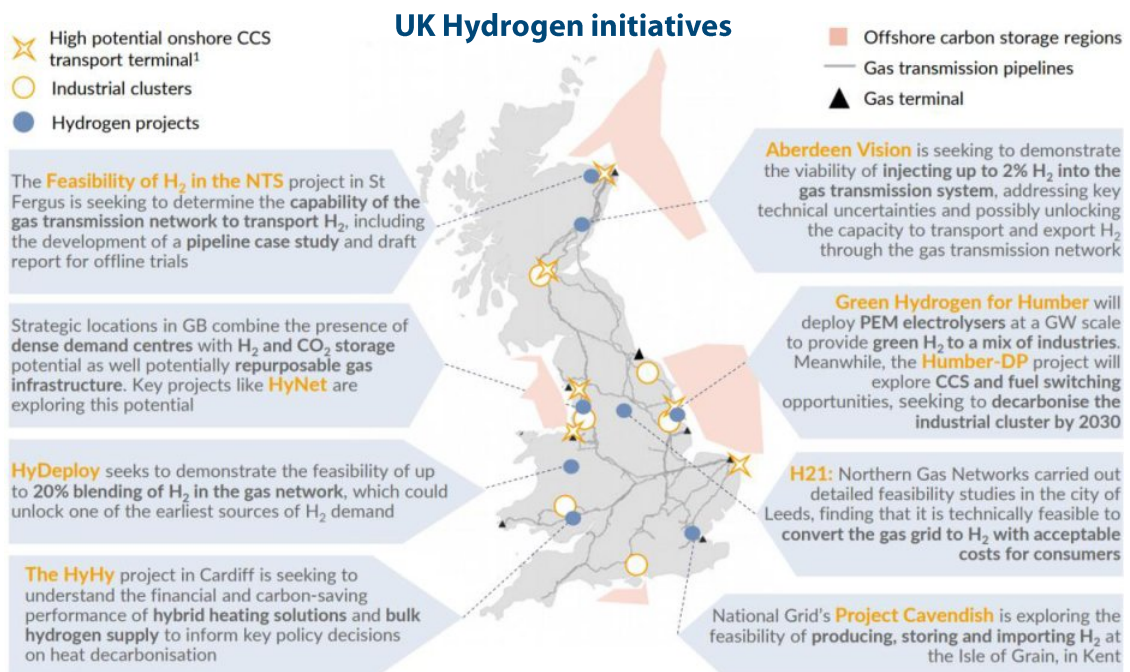 UK Hydrogen initiatives
High potential onshore CCS
transport terminal¹
Industrial clusters
Hydrogen projects
Offshore carbon storage regions
Gas transmission pipelines
Gas terminal
The Feasibility of H₂ in the NTS project in St
Fergus is seeking to determine the capability of the
gas transmission network to transport H₂, including
the development of a pipeline case study and draft
report for offline trials
Strategic locations in GB combine the presence of
dense demand centres with H₂ and CO₂ storage
potential as well potentially repurposable gas
infrastructure. Key projects like HyNet are
exploring this potential
HyDeploy seeks to demonstrate the feasibility of up
to 20% blending of H₂ in the gas network, which could
unlock one of the earliest sources of H₂ demand
The HyHy project in Cardiff is seeking to
understand the financial and carbon-saving
performance of hybrid heating solutions and bulk
hydrogen supply to inform key policy decisions
on heat decarbonisation
Aberdeen Vision is seeking to demonstrate
the viability of injecting up to 2% H₂ into the
gas transmission system, addressing key
technical uncertainties and possibly unlocking
the capacity to transport and export H₂
through the gas transmission network
Green Hydrogen for Humber will
deploy PEM electrolysers at a GW scale
to provide green H₂ to a mix of industries.
Meanwhile, the Humber-DP project will
explore CCS and fuel switching
opportunities, seeking to decarbonise the
industrial cluster by 2030
H21: Northern Gas Networks carried out
detailed feasibility studies in the city of
Leeds, finding that it is technically feasible to
convert the gas grid to H₂ with acceptable
costs for consumers
National Grid's Project Cavendish is exploring the
feasibility of producing, storing and importing H₂ at
the Isle of Grain, in Kent